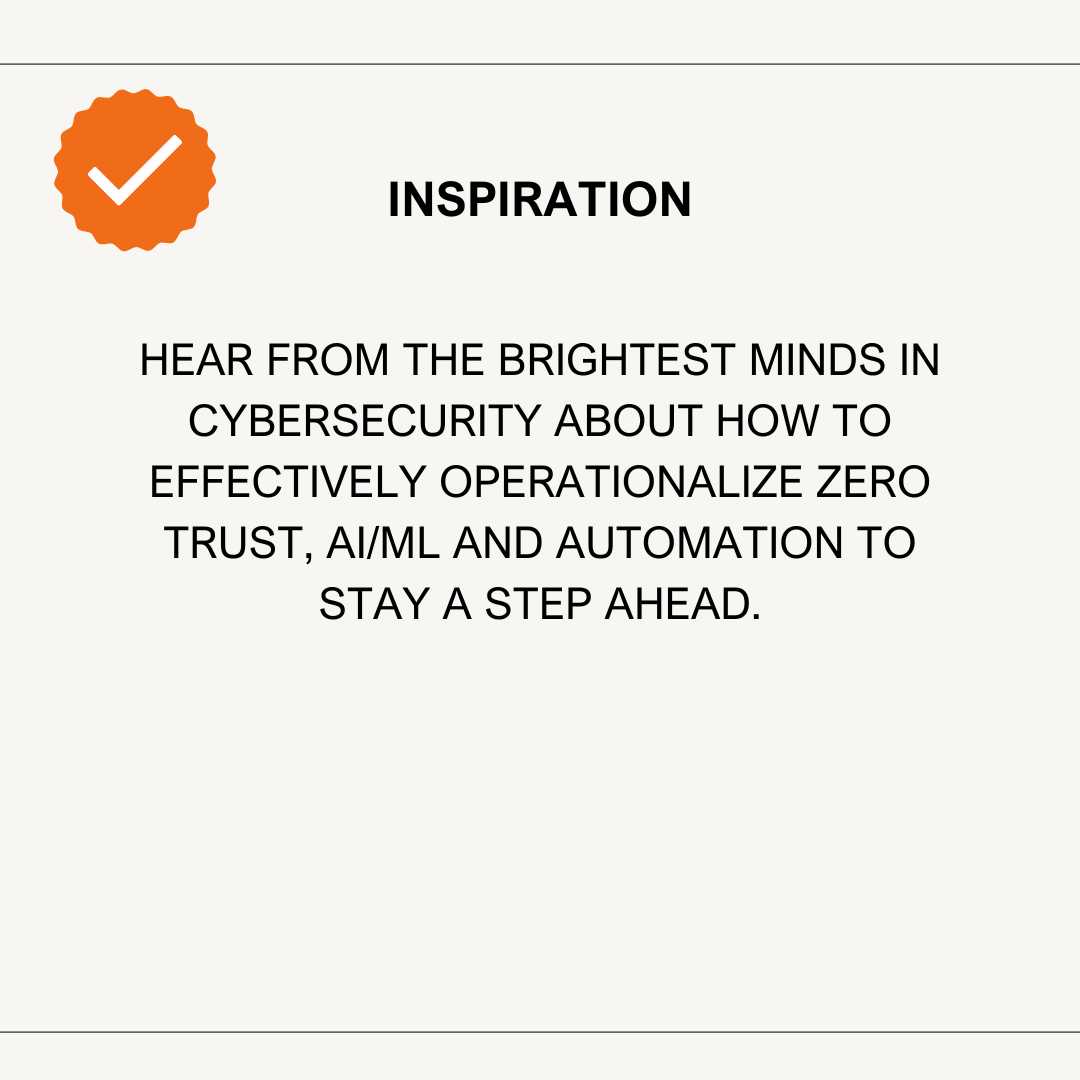 INSPIRATION
HEAR FROM THE BRIGHTEST MINDS IN
CYBERSECURITY ABOUT HOW TO
EFFECTIVELY OPERATIONALIZE ZERO
TRUST, AI/ML AND AUTOMATION TO
STAY A STEP AHEAD.